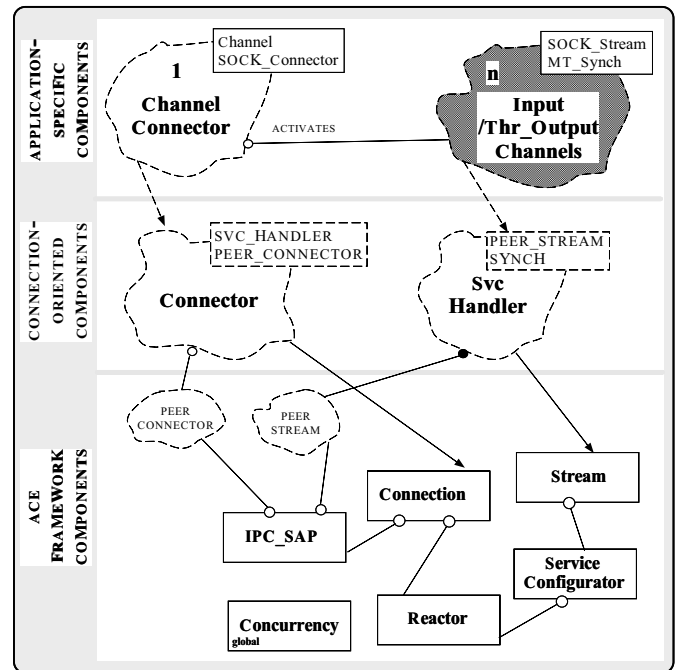 APPLICATION-
SPECIFIC
COMPONENTS
1
Channel
Connector
Channel
SOCK_Connector
ACTIVATES
n
Input
/Thr_Output
Channels
SOCK_Stream
MT_Synch
CONNECTION-
ORIENTED
COMPONENTS
SVC_HANDLER
PEER_CONNECTOR
Connector
PEER_STREAM
SYNCH
Svc
Handler
ACE
FRAMEWORK
COMPONENTS
PEER
CONNECTOR
PEER
STREAM
IPC_SAP
Connection
Stream
Service
Configurator
Concurrency
global
Reactor